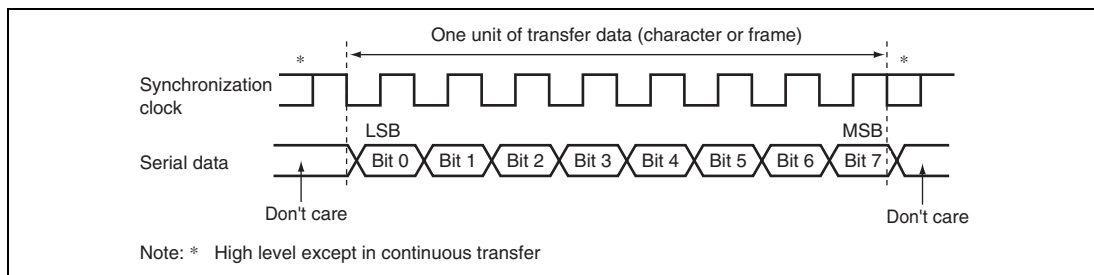 One unit of transfer data (character or frame)
* *
Synchronization
clock
LSB MSB
Serial data Bit 0 Bit 1 Bit 2 Bit 3 Bit 4 Bit 5 Bit 6 Bit 7
Don't care Don't care
Note: * High level except in continuous transfer